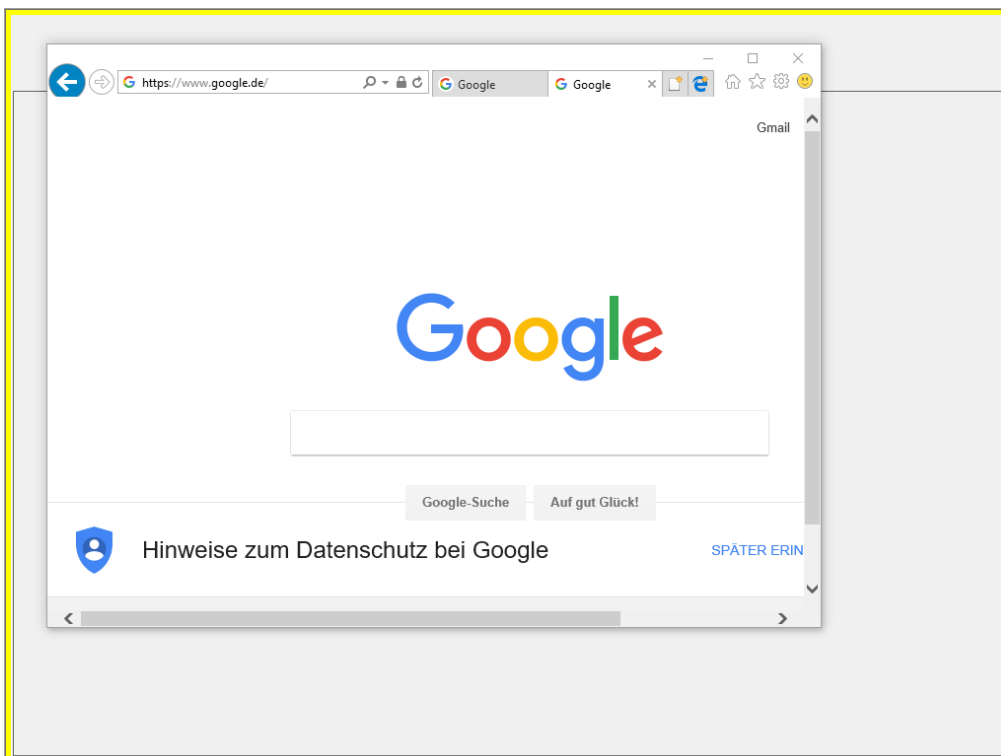 https://www.google.de/
Google
Google
Gmail
Google
Google-Suche
Auf gut Glück!
Hinweise zum Datenschutz bei Google
SPÄTER ERIN